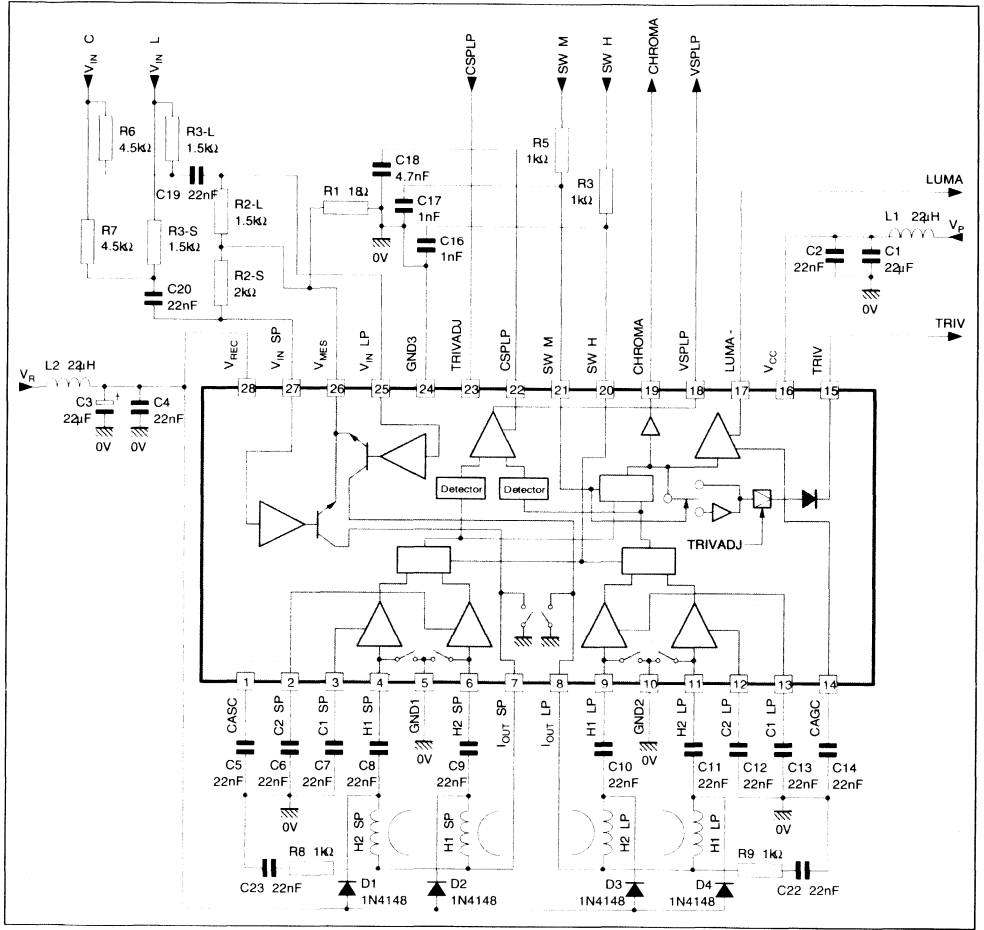 V_IN C
V_IN L
CSPLP
SW M
SW H
CHROMA
VSPLP
R6
4.5kΩ
R3-L
1.5kΩ
C19 22nF
R2-L
1.5kΩ
R7
4.5kΩ
R3-S
1.5kΩ
R2-S
2kΩ
C20
22nF
R1 18Ω
C18
4.7nF
C17
1nF
C16
1nF
0V
R5
1kΩ
R3
1kΩ
LUMA
L1 22µH
V_P
C2
22nF
C1
22µF
0V
TRIV
V_R
L2 22µH
C3
22µF
C4
22nF
0V
0V
V_REC
V_IN SP
V_MES
V_IN LP
GND3
TRIVADJ
CSPLP
SW M
SW H
CHROMA
VSPLP
LUMA -
V_CC
TRIV
28 27 26 25 24 23 22 21 20 19 18 17 16 15
Detector
Detector
TRIVADJ
1 2 3 4 5 6 7 8 9 10 11 12 13 14
CASC
C2 SP
C1 SP
H1 SP
GND1
H2 SP
I_OUT SP
I_OUT LP
H1 LP
GND2
H2 LP
C2 LP
C1 LP
CAGC
0V
0V
C5
22nF
C6
22nF
C7
22nF
C8
22nF
C9
22nF
C10
22nF
C11
22nF
C12
22nF
C13
22nF
C14
22nF
0V
0V
H2 SP
H1 SP
H2 LP
H1 LP
R8 1kΩ
C23 22nF
D1
1N4148
D2
1N4148
D3
1N4148
D4
1N4148
R9 1kΩ
C22 22nF